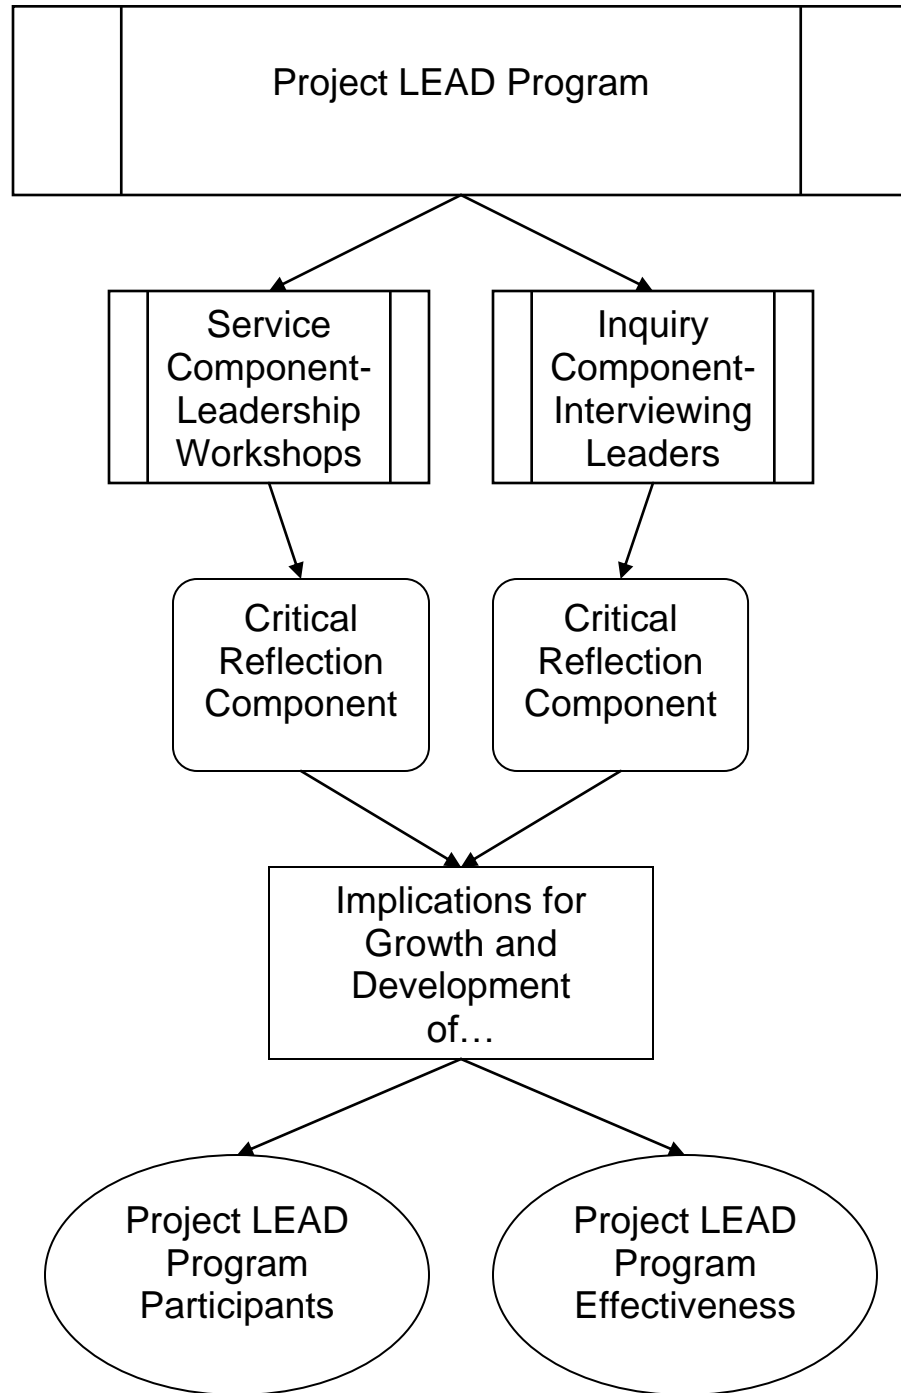 Project LEAD Program
Service
Component-
Leadership
Workshops
Inquiry
Component-
Interviewing
Leaders
Critical
Reflection
Component
Critical
Reflection
Component
Implications for
Growth and
Development
of…
Project LEAD
Program
Participants
Project LEAD
Program
Effectiveness